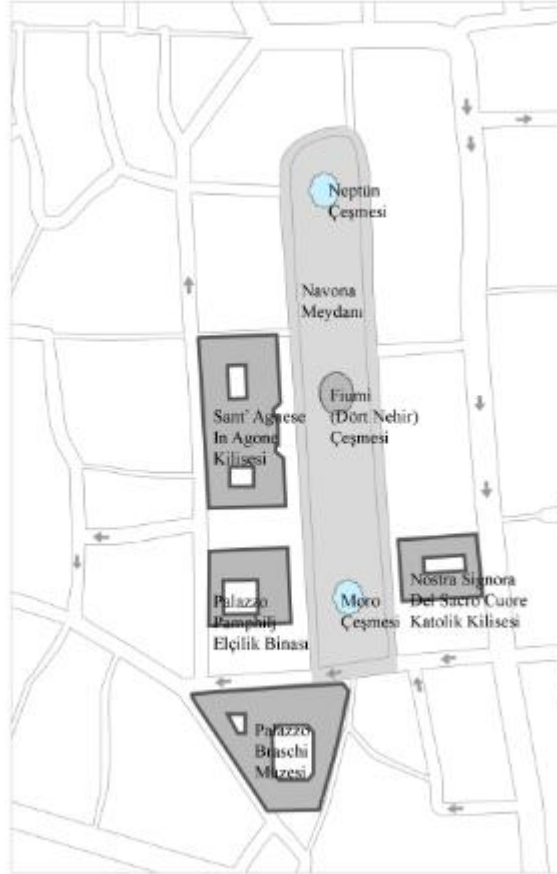 Neptün
Çeşmesi
Navona
Meydanı
Sant' Agnese
In Agone
Kilisesi
Fiumi
(Dört Nehir)
Çeşmesi
Palazzo
Pamphilj
Elçilik Binası
Moro
Çeşmesi
Nostra Signora
Del Sacro Cuore
Katolik Kilisesi
Palazzo
Braschi
Müzesi